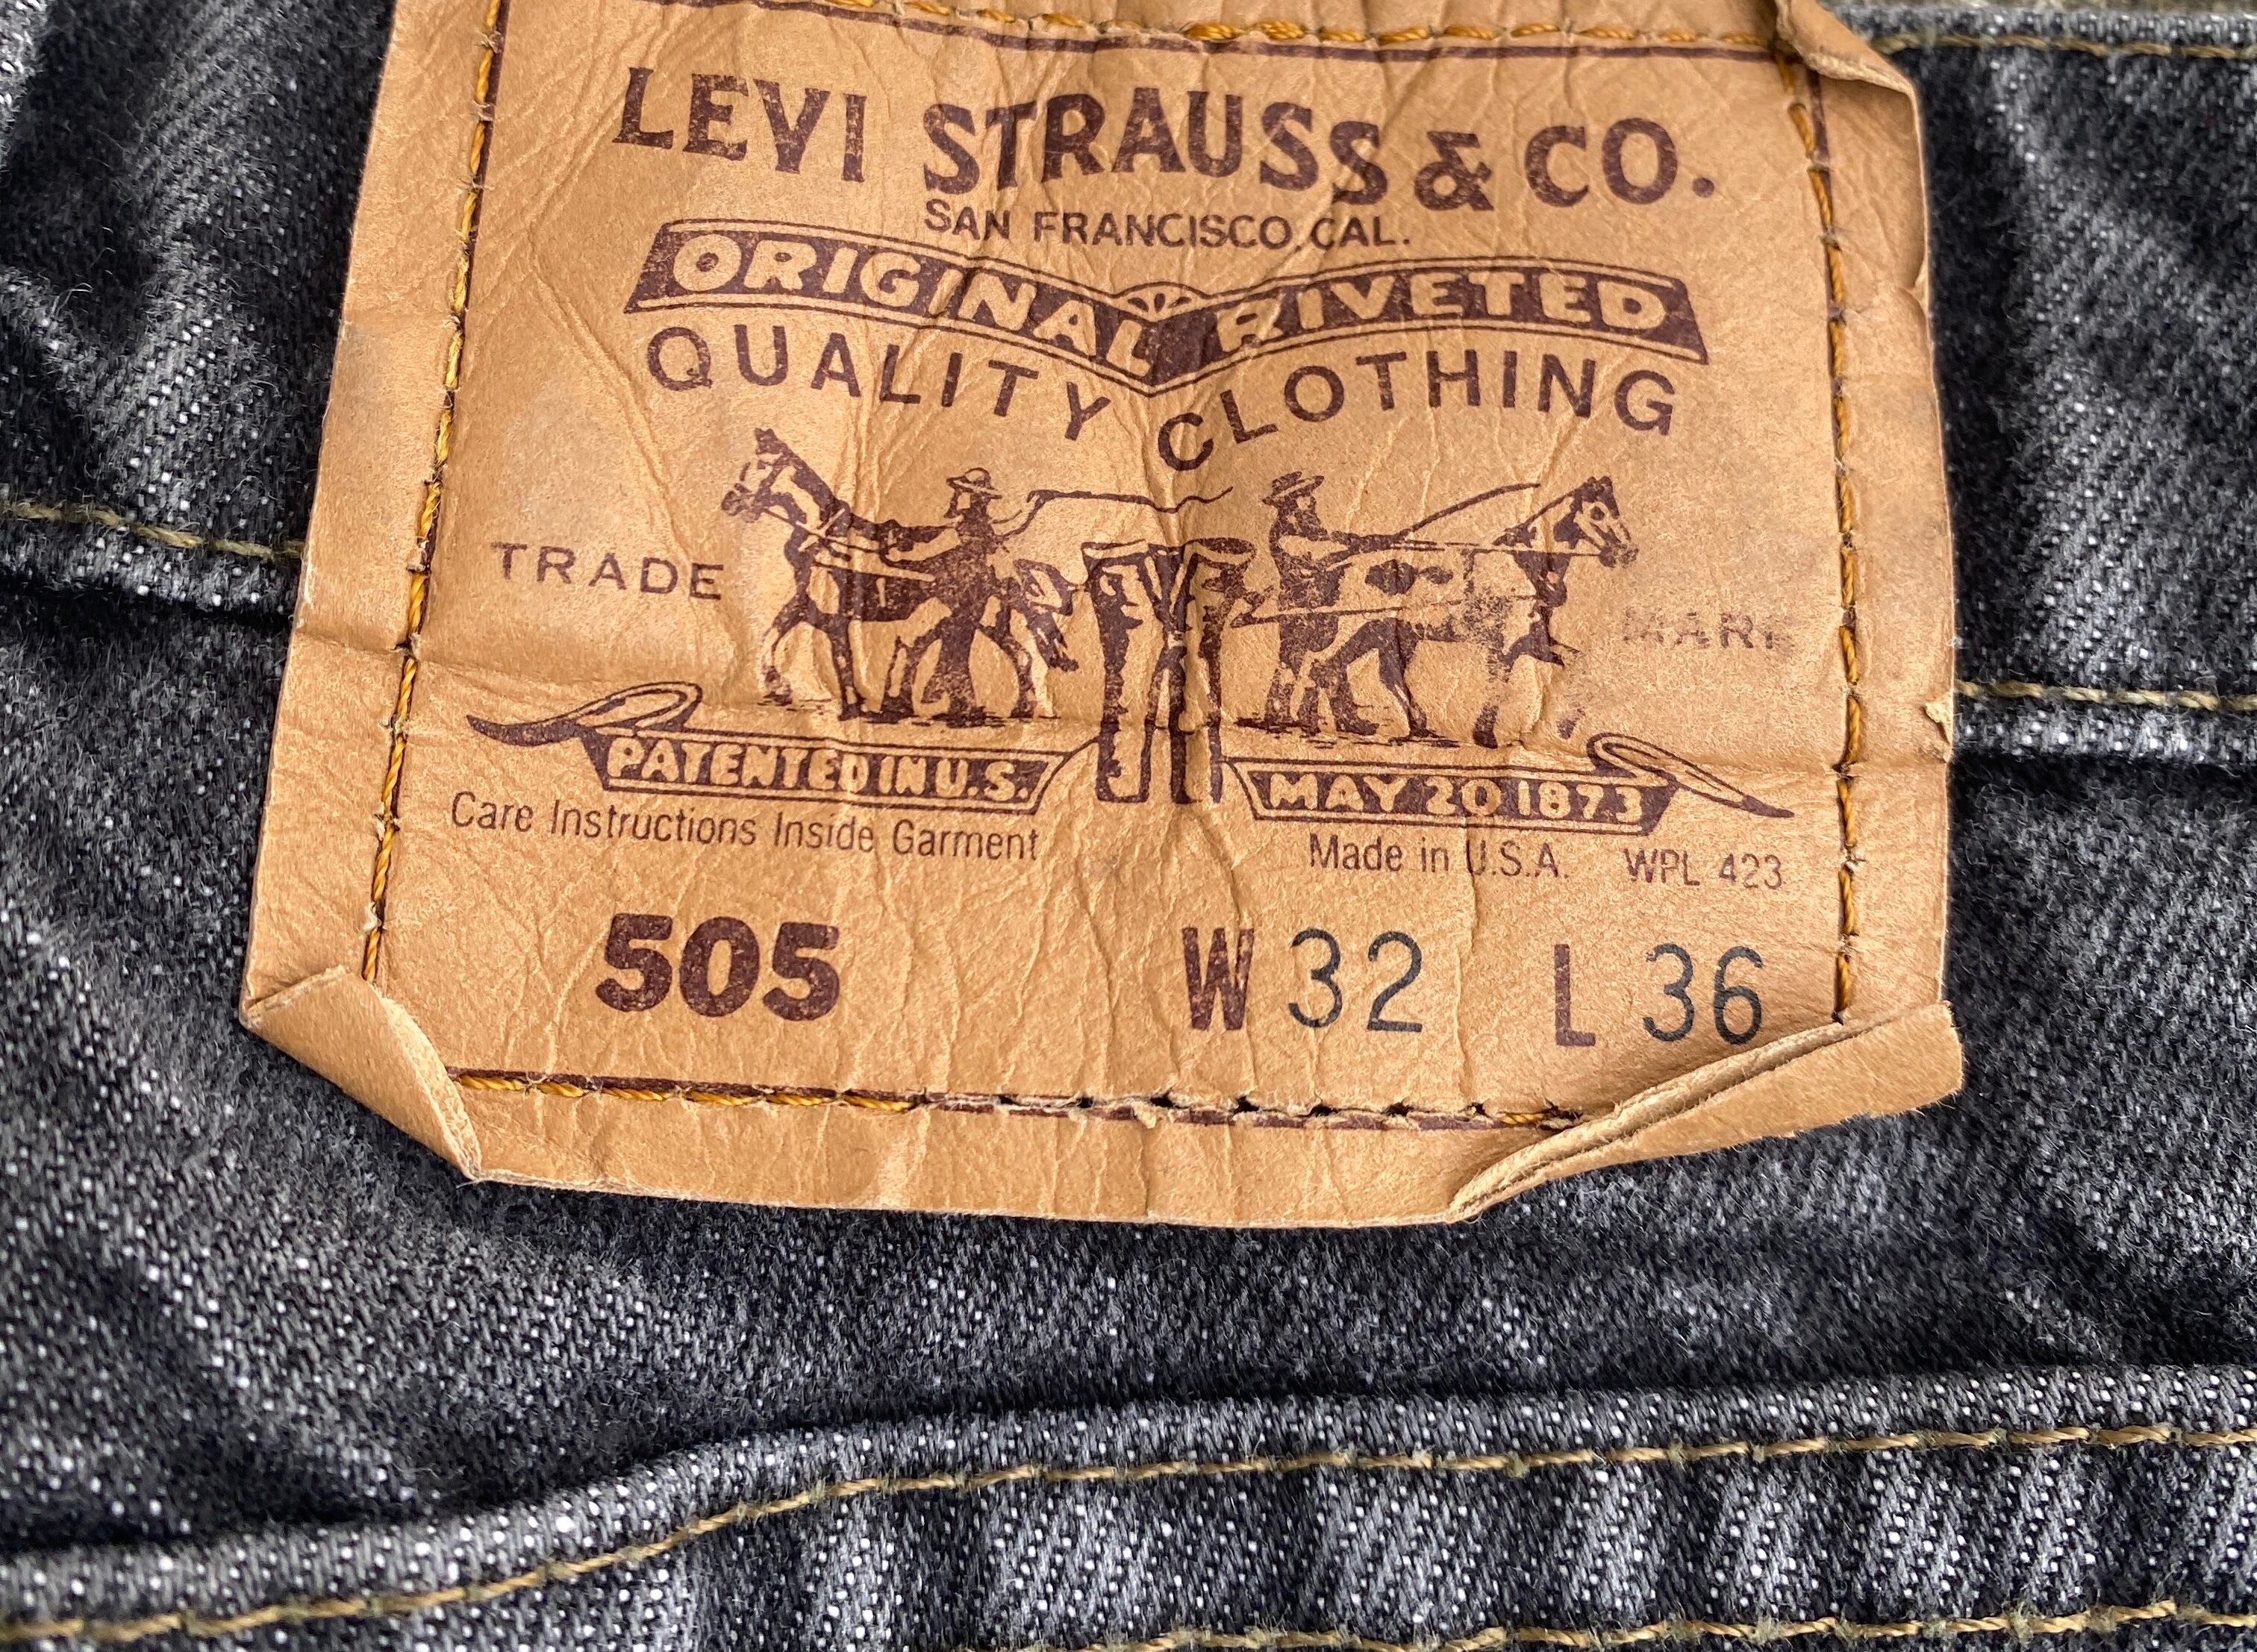 LEVI STRAUSS & CO.
SAN FRANCISCO, CAL.
ORIGINAL RIVETED
QUALITY CLOTHING
TRADE MARK
PATENTED IN U.S. MAY 20 1873
Care Instructions Inside Garment Made in U.S.A. WPL 423
505 W 32 L 36